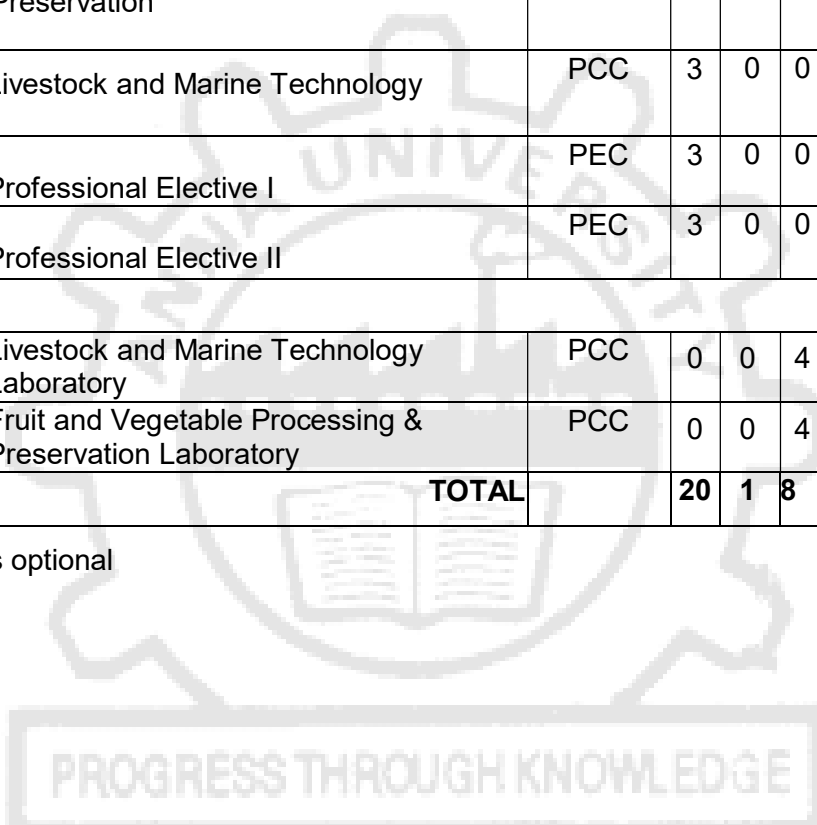 Preservation
Livestock and Marine Technology PCC 3 0 0
Professional Elective I PEC 3 0 0
Professional Elective II PEC 3 0 0
Livestock and Marine Technology
Laboratory PCC 0 0 4
Fruit and Vegetable Processing &
Preservation Laboratory PCC 0 0 4
TOTAL 20 1 8
s optional
ANNA UNIVERSITY
PROGRESS THROUGH KNOWLEDGE